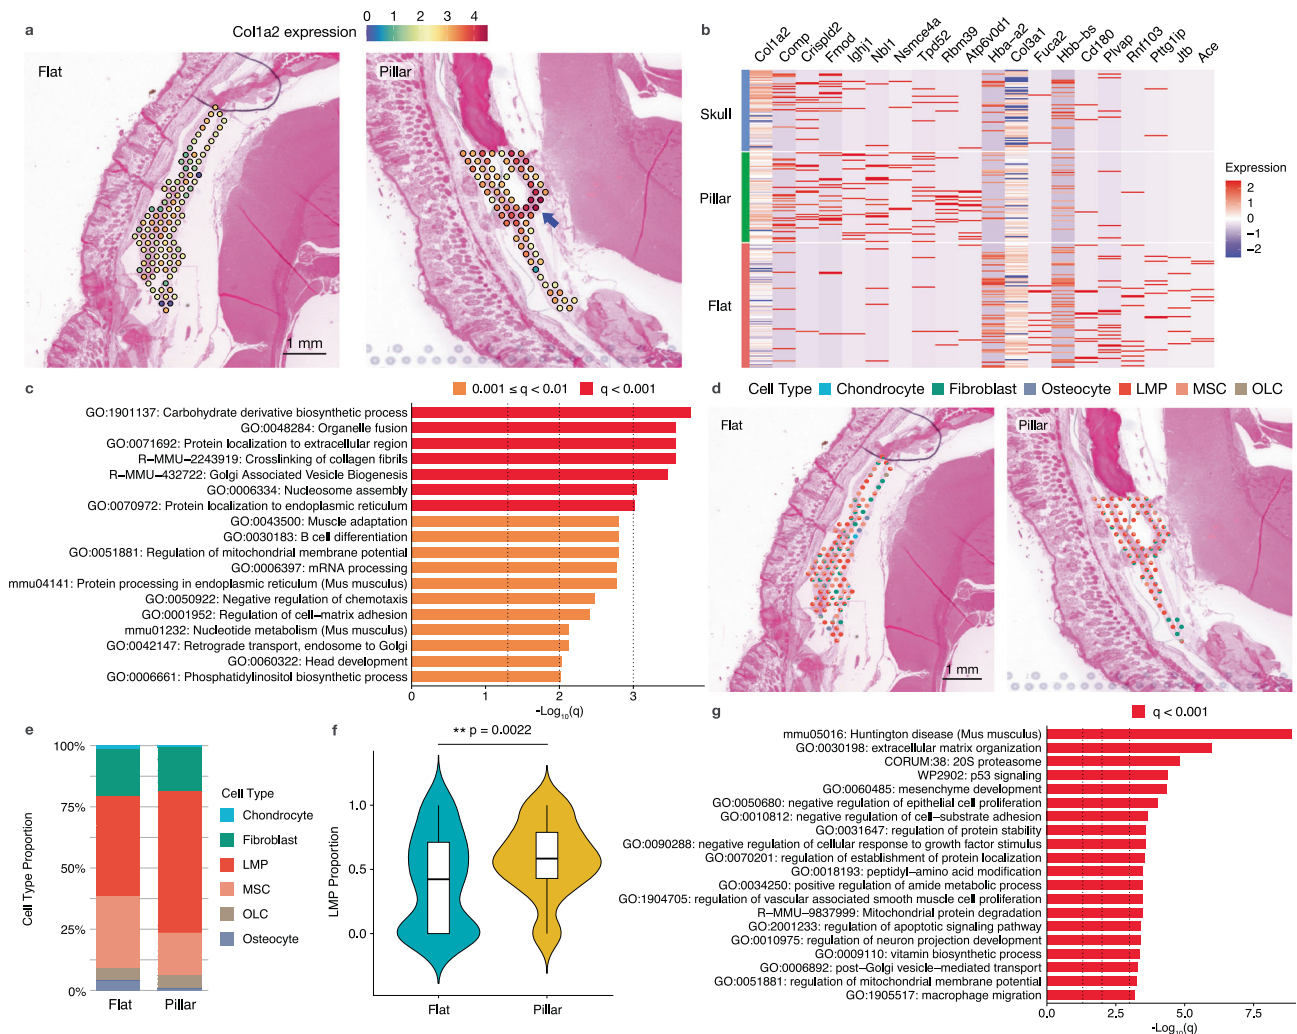 a
Col1a2 expression
0 1 2 3 4
Flat
1 mm
Pillar
b
Col1a2 Comp Crispld2 Fmod Ighj1 Nbl1 Nsmce4a Tpd52 Rbm39 Atp6v0d1 Hba−a2 Col3a1 Fuca2 Hbb−bs Cd180 Plvap Rnf103 Pttg1ip Jtb Ace
Skull
Pillar
Flat
Expression
2
1
0
−1
−2
c
0.001 ≤ q < 0.01 q < 0.001
GO:1901137: Carbohydrate derivative biosynthetic process
GO:0048284: Organelle fusion
GO:0071692: Protein localization to extracellular region
R−MMU−2243919: Crosslinking of collagen fibrils
R−MMU−432722: Golgi Associated Vesicle Biogenesis
GO:0006334: Nucleosome assembly
GO:0070972: Protein localization to endoplasmic reticulum
GO:0043500: Muscle adaptation
GO:0030183: B cell differentiation
GO:0051881: Regulation of mitochondrial membrane potential
GO:0006397: mRNA processing
mmu04141: Protein processing in endoplasmic reticulum (Mus musculus)
GO:0050922: Negative regulation of chemotaxis
GO:0001952: Regulation of cell−matrix adhesion
mmu01232: Nucleotide metabolism (Mus musculus)
GO:0042147: Retrograde transport, endosome to Golgi
GO:0060322: Head development
GO:0006661: Phosphatidylinositol biosynthetic process
0 1 2 3
-Log10(q)
d
Cell Type Chondrocyte Fibroblast Osteocyte LMP MSC OLC
Flat
1 mm
Pillar
e
Cell Type Proportion
100%
75%
50%
25%
0%
Flat Pillar
Cell Type
Chondrocyte
Fibroblast
LMP
MSC
OLC
Osteocyte
f
** p = 0.0022
LMP Proportion
1.0
0.5
0.0
Flat Pillar
g
q < 0.001
mmu05016: Huntington disease (Mus musculus)
GO:0030198: extracellular matrix organization
CORUM:38: 20S proteasome
WP2902: p53 signaling
GO:0060485: mesenchyme development
GO:0050680: negative regulation of epithelial cell proliferation
GO:0010812: negative regulation of cell−substrate adhesion
GO:0031647: regulation of protein stability
GO:0090288: negative regulation of cellular response to growth factor stimulus
GO:0070201: regulation of establishment of protein localization
GO:0018193: peptidyl−amino acid modification
GO:0034250: positive regulation of amide metabolic process
GO:1904705: regulation of vascular associated smooth muscle cell proliferation
R−MMU−9837999: Mitochondrial protein degradation
GO:2001233: regulation of apoptotic signaling pathway
GO:0010975: regulation of neuron projection development
GO:0009110: vitamin biosynthetic process
GO:0006892: post−Golgi vesicle−mediated transport
GO:0051881: regulation of mitochondrial membrane potential
GO:1905517: macrophage migration
0.0 2.5 5.0 7.5
-Log10(q)